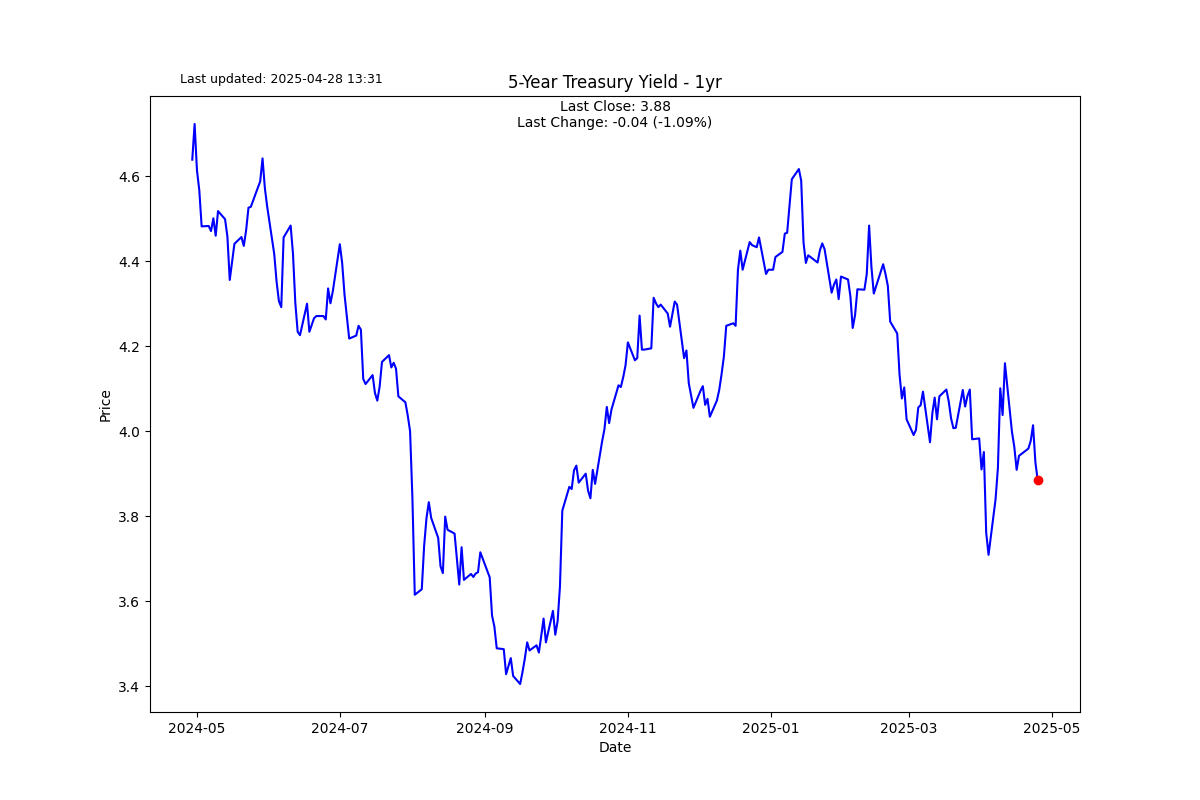 Last updated: 2025-04-28 13:31
5-Year Treasury Yield - 1yr
Last Close: 3.88
Last Change: -0.04 (-1.09%)
Price
4.6
4.4
4.2
4.0
3.8
3.6
3.4
2024-05
2024-07
2024-09
2024-11
2025-01
2025-03
2025-05
Date